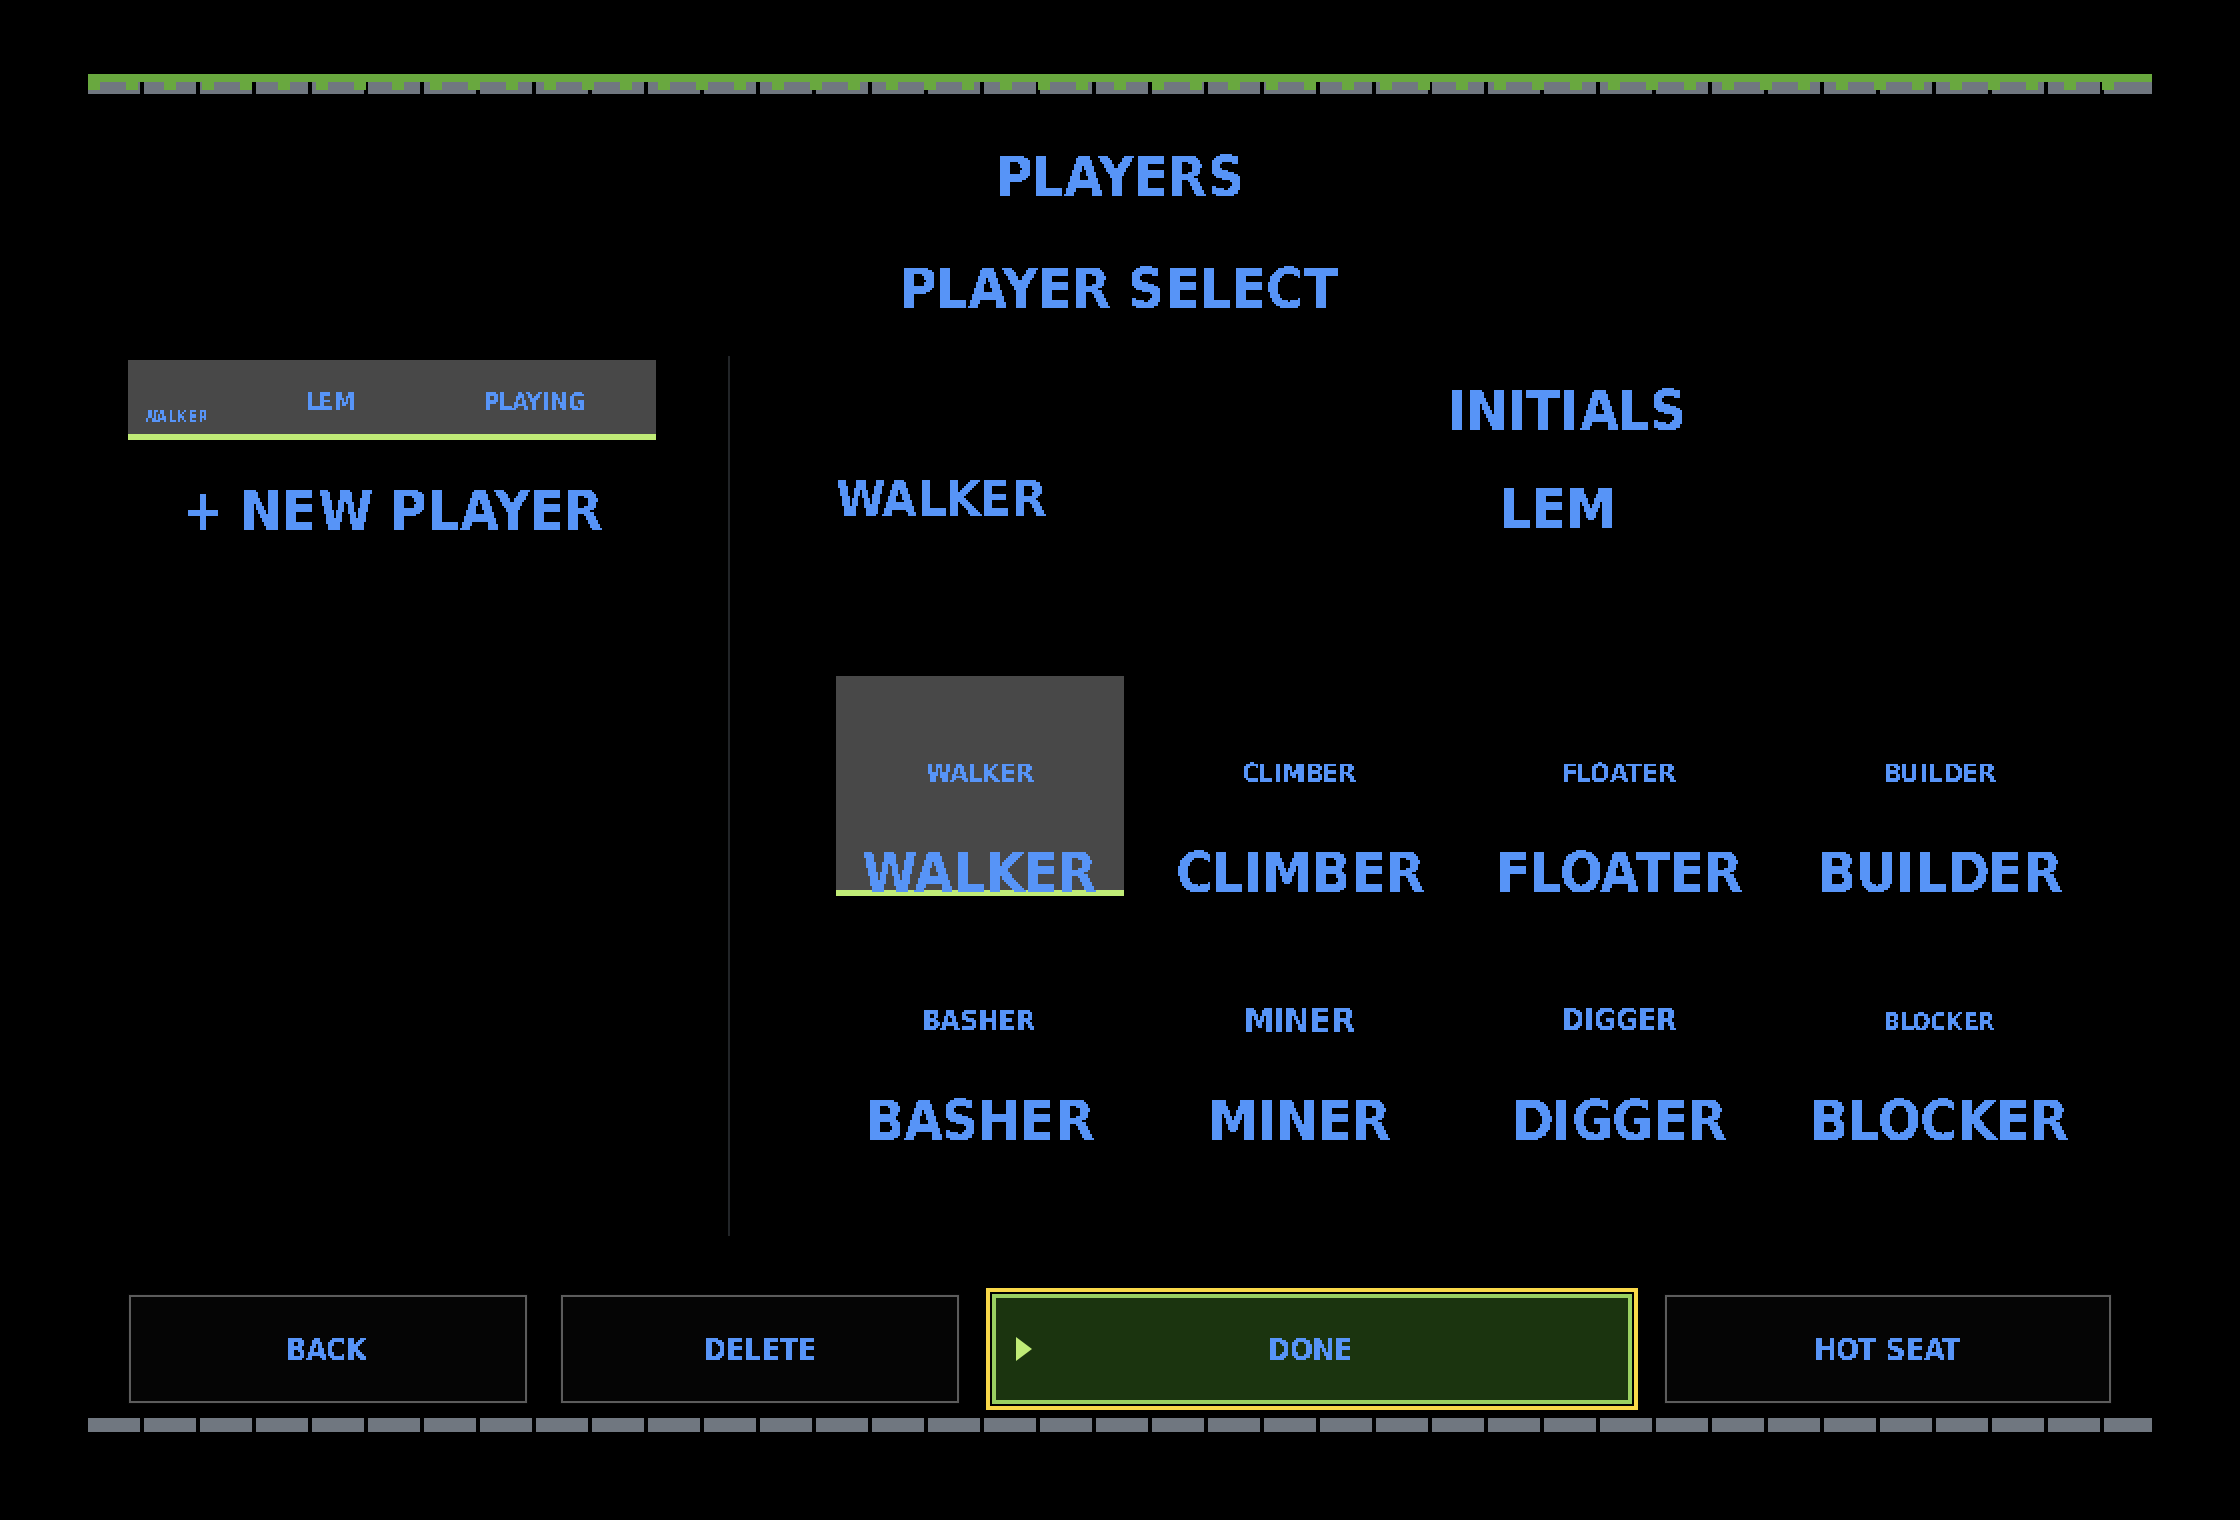 PLAYERS
PLAYER SELECT
WALKER LEM PLAYING
+ NEW PLAYER
INITIALS
WALKER LEM
WALKER CLIMBER FLOATER BUILDER
WALKER CLIMBER FLOATER BUILDER
BASHER MINER DIGGER BLOCKER
BASHER MINER DIGGER BLOCKER
BACK DELETE DONE HOT SEAT